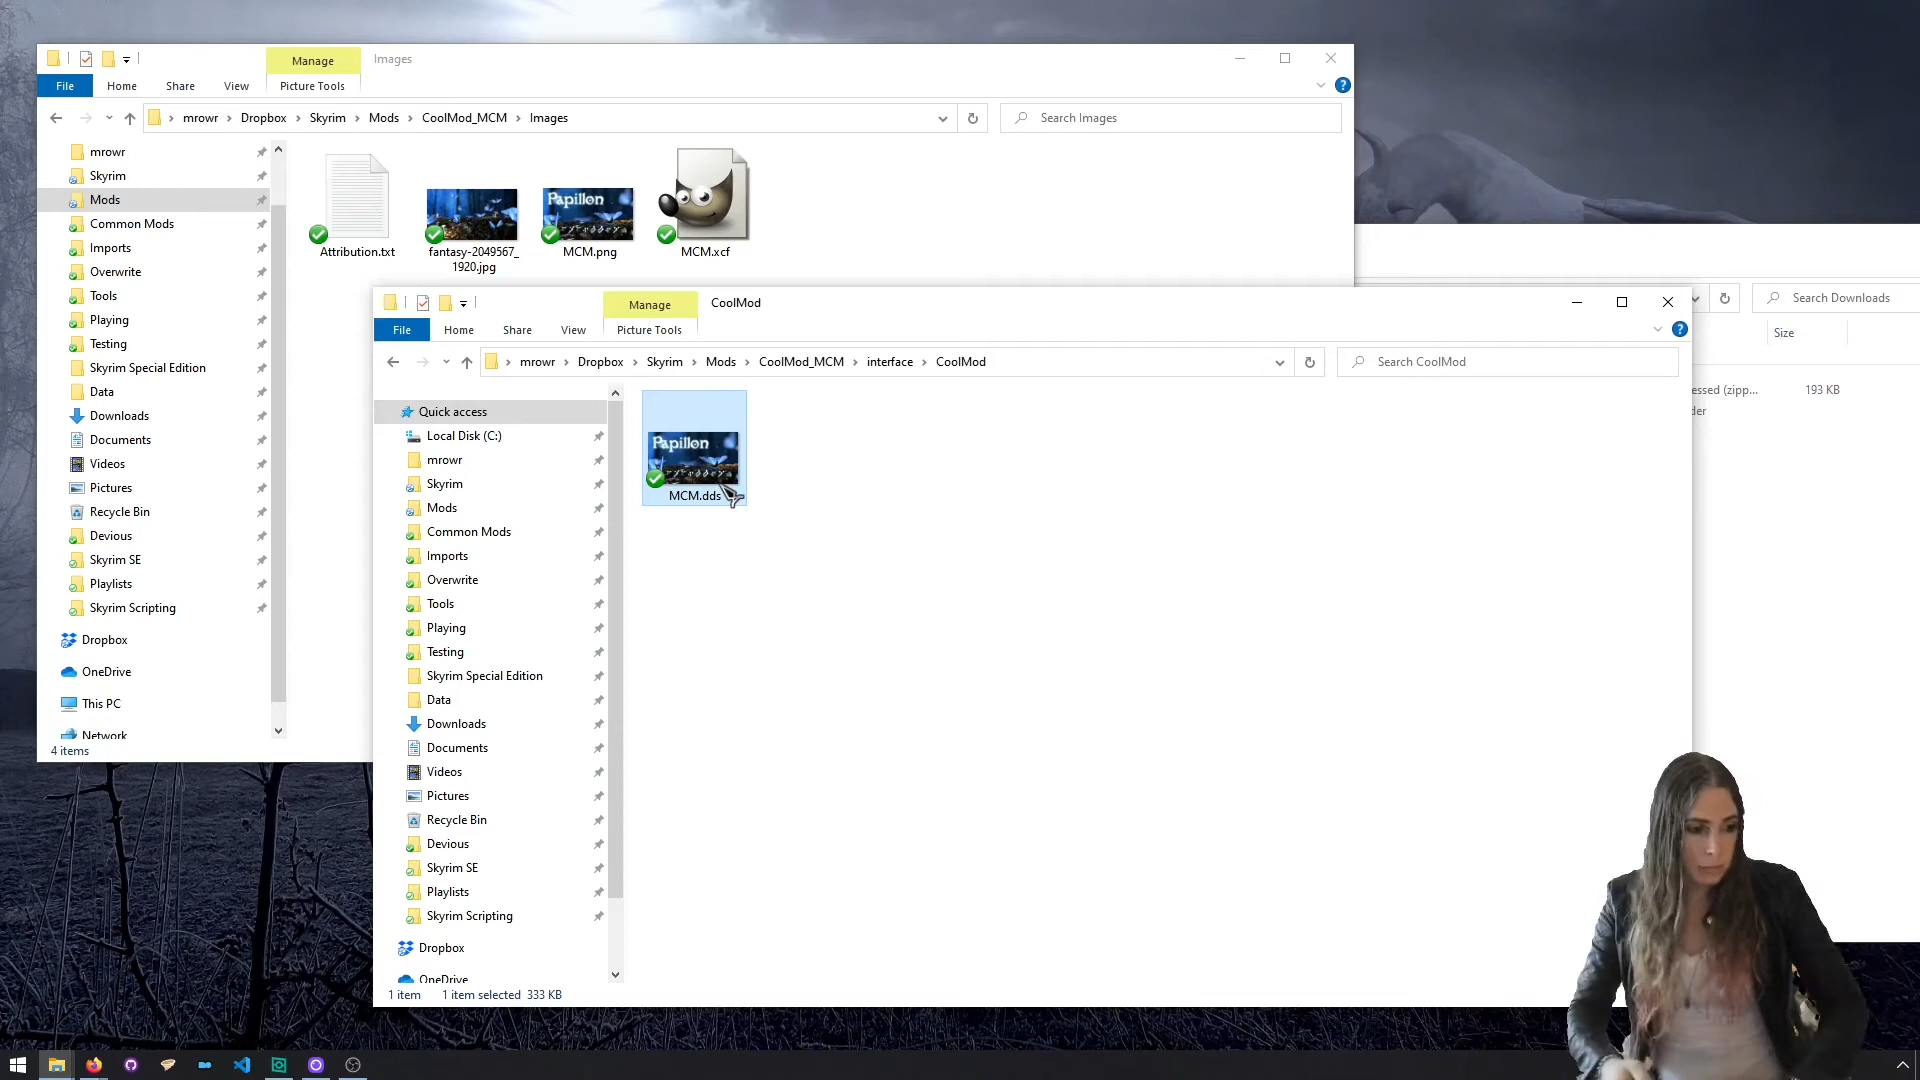 Manage
Images
File
Home
Share
View
Picture Tools
mrowr
Dropbox
Skyrim
Mods
CoolMod_MCM
Images
Search Images
mrowr
Skyrim
Mods
Common Mods
Imports
Overwrite
Tools
Playing
Testing
Skyrim Special Edition
Data
Downloads
Documents
Videos
Pictures
Recycle Bin
Devious
Skyrim SE
Playlists
Skyrim Scripting
Dropbox
OneDrive
This PC
Network
4 items
Attribution.txt
fantasy-2049567_
1920.jpg
Papillon
MCM.png
MCM.xcf
Manage
CoolMod
File
Home
Share
View
Picture Tools
mrowr
Dropbox
Skyrim
Mods
CoolMod_MCM
interface
CoolMod
Search CoolMod
Quick access
Local Disk (C:)
mrowr
Skyrim
Mods
Common Mods
Imports
Overwrite
Tools
Playing
Testing
Skyrim Special Edition
Data
Downloads
Documents
Videos
Pictures
Recycle Bin
Devious
Skyrim SE
Playlists
Skyrim Scripting
Dropbox
OneDrive
Papillon
MCM.dds
1 item
1 item selected 333 KB
Search Downloads
Size
essed (zipp...
193 KB
der